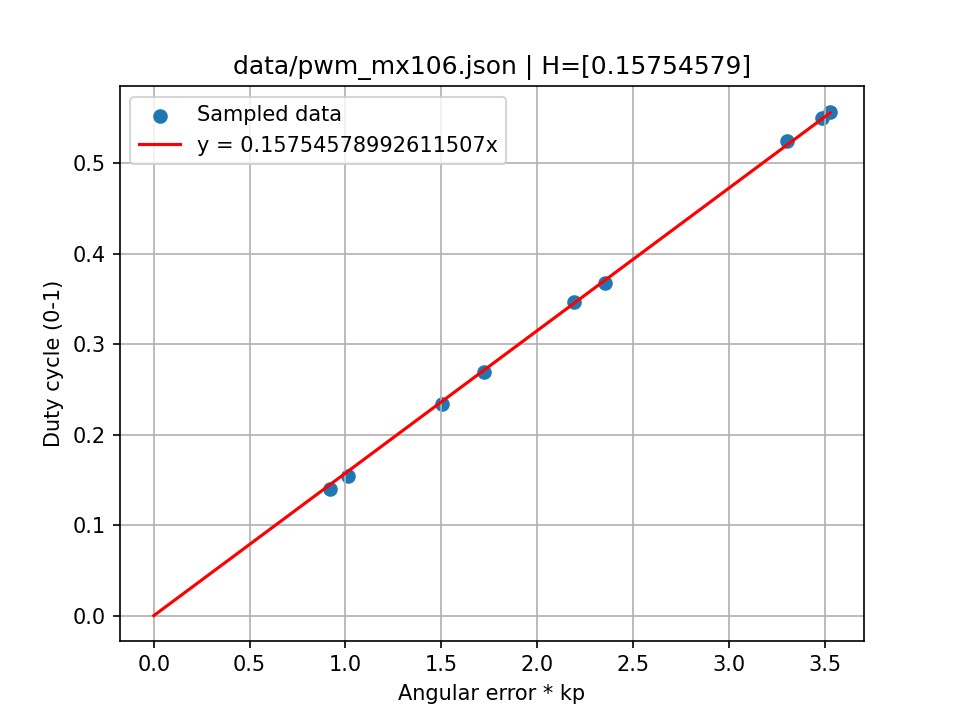 data/pwm_mx106.json | H=[0.15754579]
Sampled data
y = 0.15754578992611507x
Duty cycle (0-1)
0.5
0.4
0.3
0.2
0.1
0.0
0.0 0.5 1.0 1.5 2.0 2.5 3.0 3.5
Angular error * kp